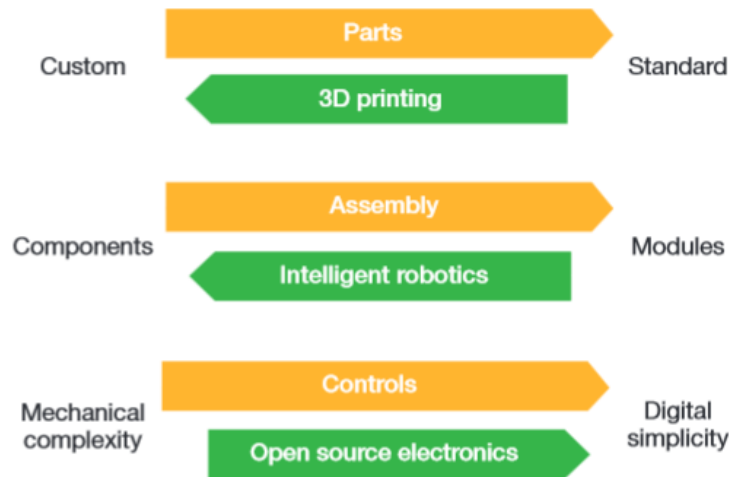 Parts
Custom
Standard
3D printing
Assembly
Components
Modules
Intelligent robotics
Controls
Mechanical
complexity
Digital
simplicity
Open source electronics